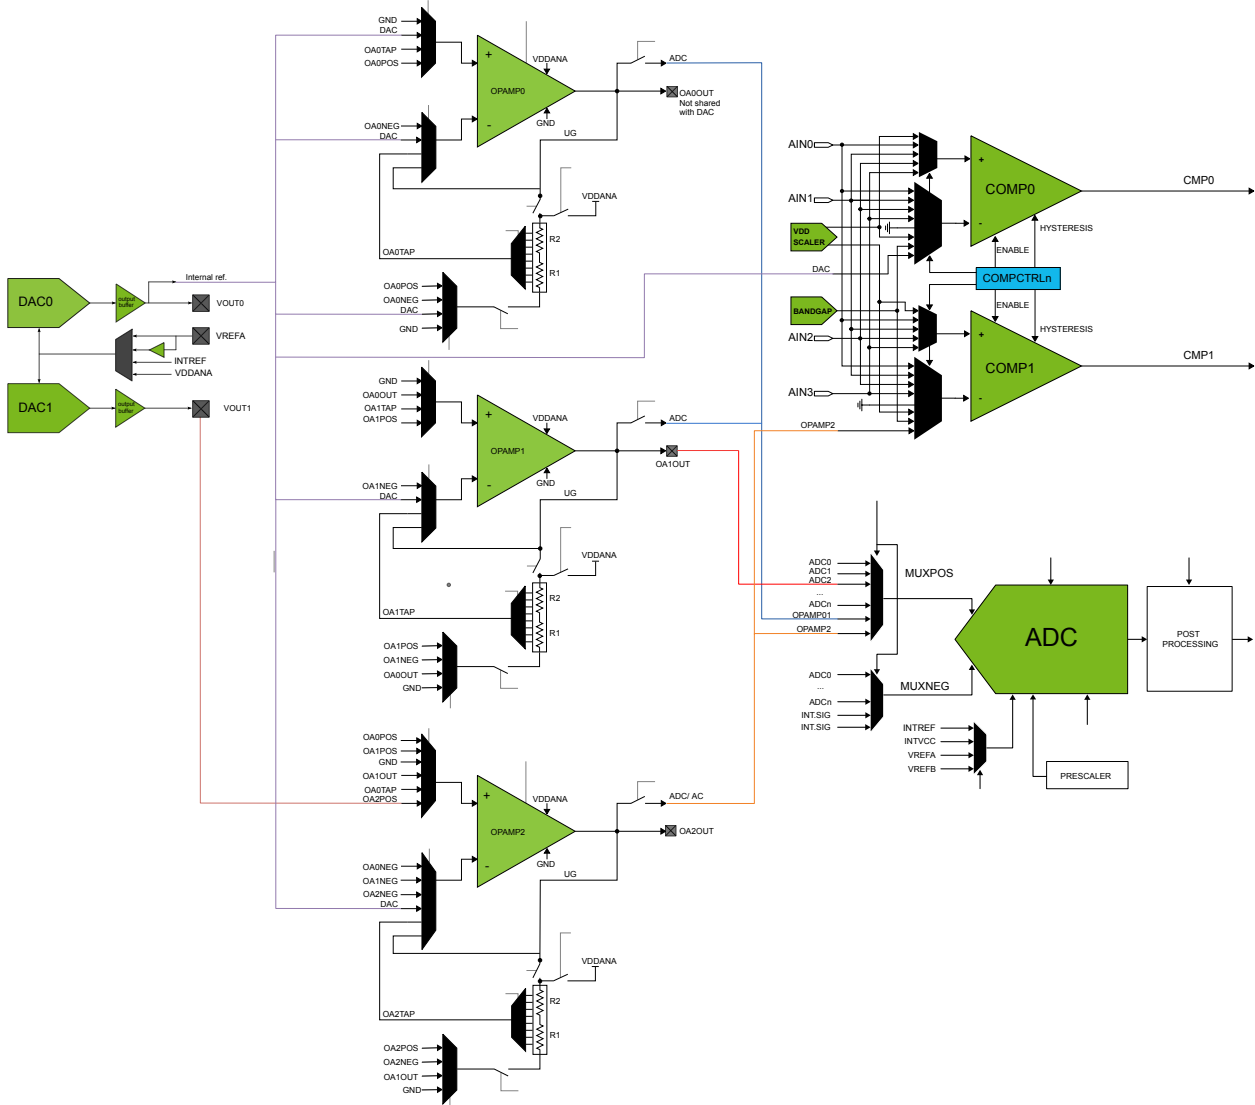 GND
DAC
OA0TAP
OA0POS
+
VDDANA
OPAMP0
-
GND
ADC
OA0OUT
Not shared
with DAC
UG
OA0NEG
DAC
VDDANA
R2
R1
OA0TAP
OA0POS
OA0NEG
DAC
GND
DAC0
output
buffer
Internal ref.
VOUT0
VREFA
INTREF
VDDANA
DAC1
output
buffer
VOUT1
GND
OA0OUT
OA1TAP
OA1POS
+
VDDANA
OPAMP1
-
GND
ADC
OA1OUT
UG
OA1NEG
DAC
VDDANA
R2
R1
OA1TAP
OA1POS
OA1NEG
OA0OUT
GND
OA0POS
OA1POS
GND
OA1OUT
OA0TAP
OA2POS
+
VDDANA
OPAMP2
-
GND
ADC/ AC
OA2OUT
UG
OA0NEG
OA1NEG
OA2NEG
DAC
VDDANA
R2
R1
OA2TAP
OA2POS
OA2NEG
OA1OUT
GND
AIN0
AIN1
VDD
SCALER
DAC
BANDGAP
AIN2
AIN3
OPAMP2
+
COMP0
-
CMP0
HYSTERESIS
ENABLE
COMPCTRLn
ENABLE
HYSTERESIS
+
COMP1
-
CMP1
ADC0
ADC1
ADC2
...
ADCn
OPAMP01
OPAMP2
MUXPOS
ADC0
...
ADCn
INT.SIG
INT.SIG
MUXNEG
ADC
POST
PROCESSING
INTREF
INTVCC
VREFA
VREFB
PRESCALER